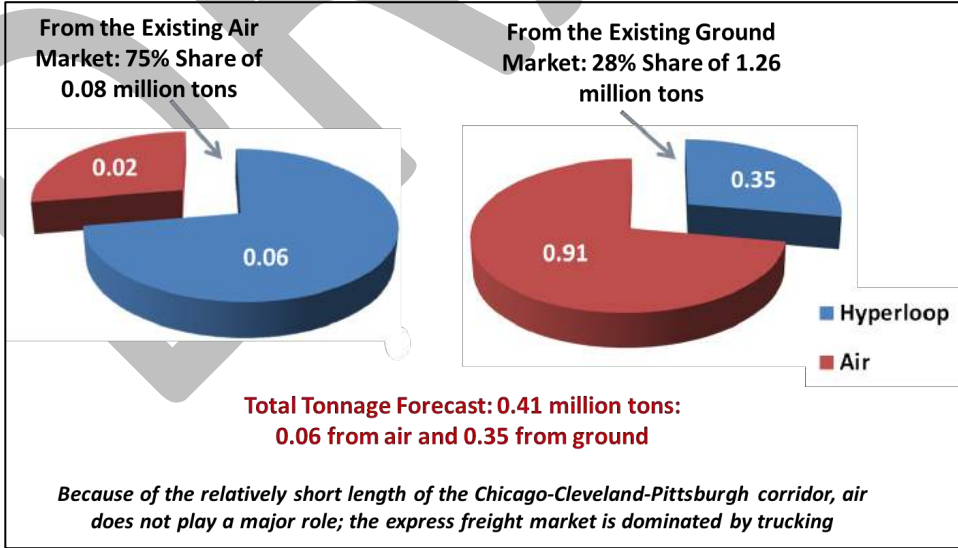 From the Existing Air
Market: 75% Share of
0.08 million tons
From the Existing Ground
Market: 28% Share of 1.26
million tons
0.02
0.06
0.35
0.91
Hyperloop
Air
Total Tonnage Forecast: 0.41 million tons:
0.06 from air and 0.35 from ground
Because of the relatively short length of the Chicago-Cleveland-Pittsburgh corridor, air
does not play a major role; the express freight market is dominated by trucking